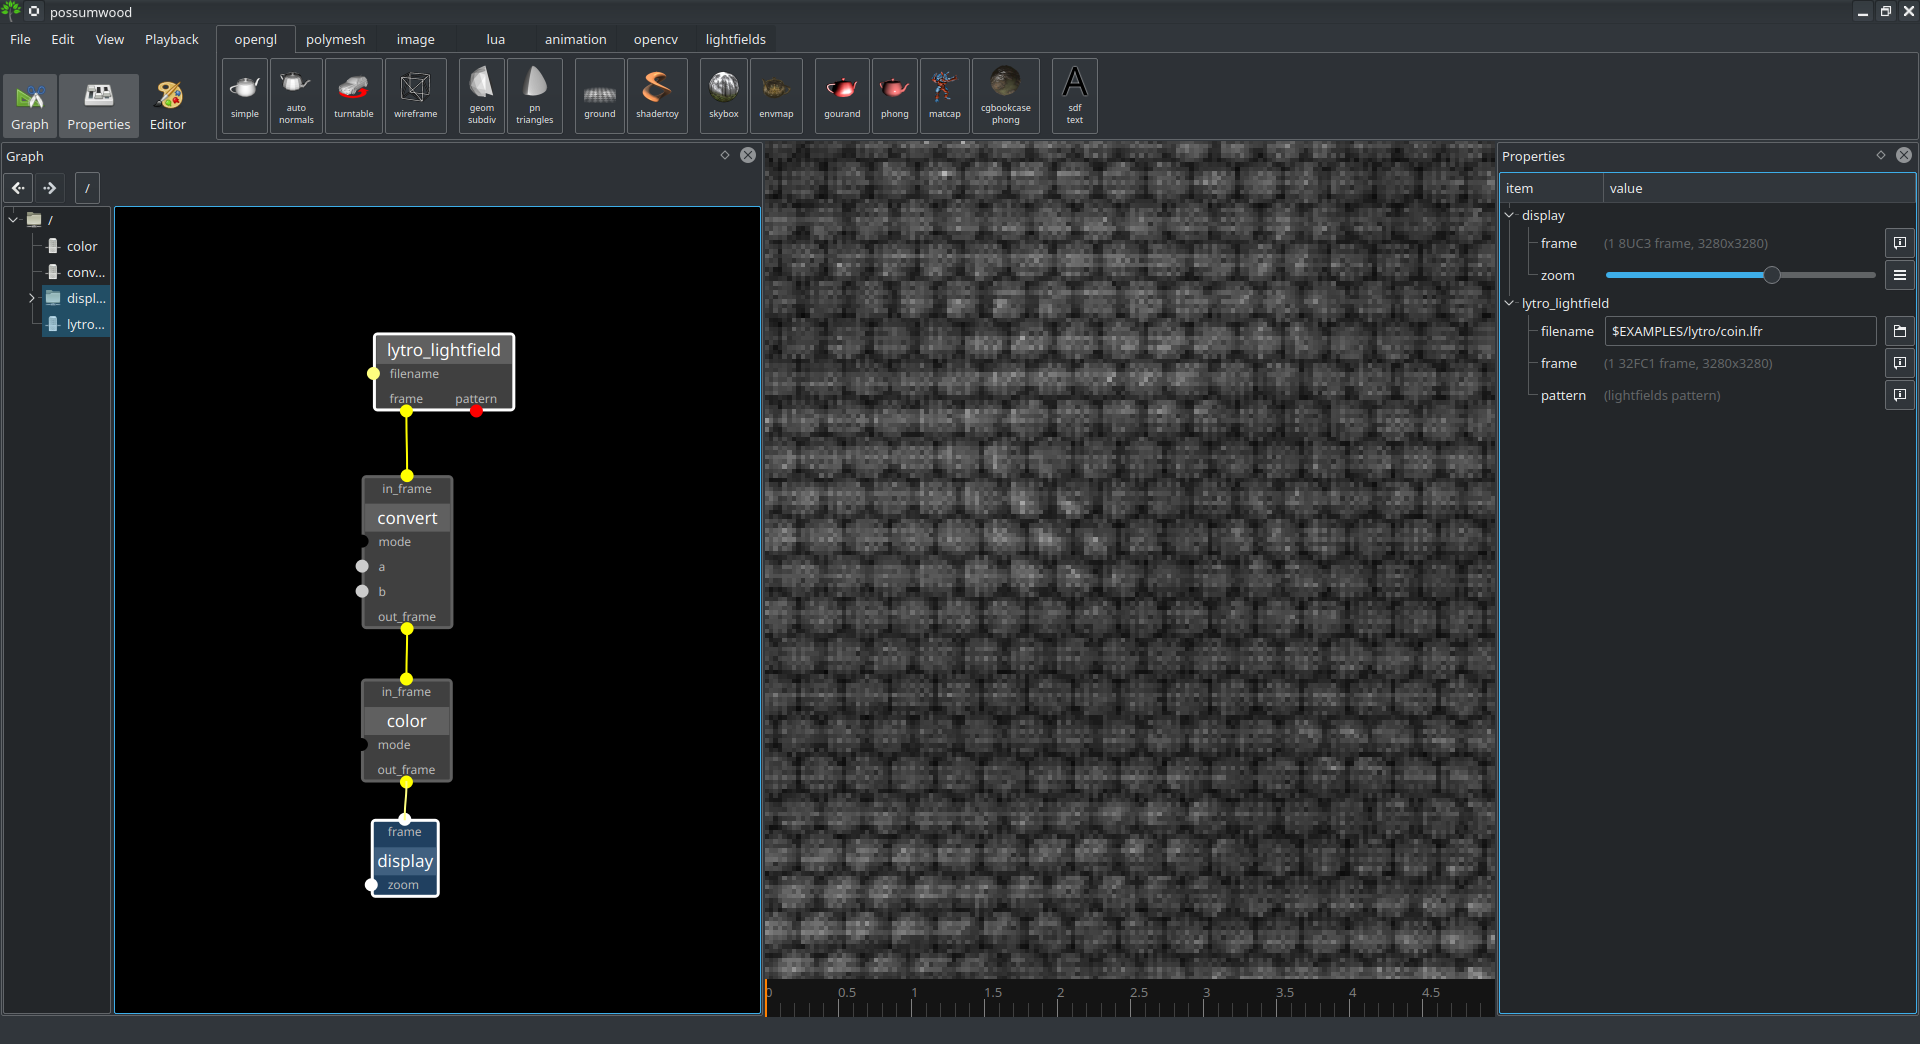 possumwood
File Edit View Playback
opengl polymesh image lua animation opencv lightfields
Graph Properties Editor
simple
auto
normals
turntable
wireframe
geom
subdiv
pn
triangles
ground
shadertoy
skybox
envmap
gourand
phong
matcap
cgbookcase
phong
A
sdf
text
Graph
/
/
color
conv...
displ...
lytro...
lytro_lightfield
filename
frame pattern
in_frame
convert
mode
a
b
out_frame
in_frame
color
mode
out_frame
frame
display
zoom
0 0.5 1 1.5 2 2.5 3 3.5 4 4.5
Properties
item value
display
frame (1 8UC3 frame, 3280x3280)
zoom
lytro_lightfield
filename $EXAMPLES/lytro/coin.lfr
frame (1 32FC1 frame, 3280x3280)
pattern (lightfields pattern)